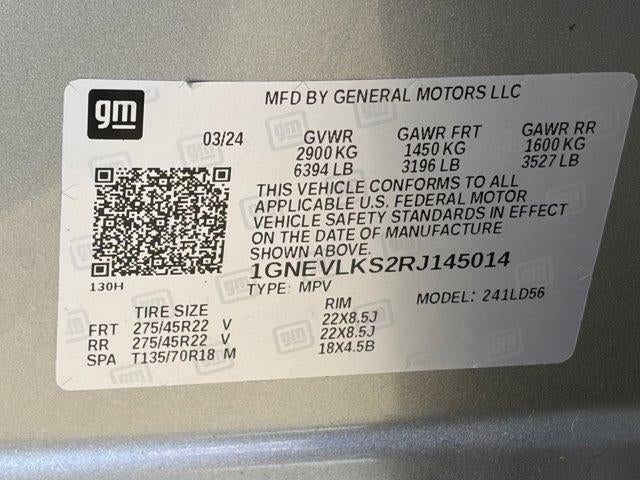 gm
MFD BY GENERAL MOTORS LLC
03/24
GVWR GAWR FRT GAWR RR
2900 KG 1450 KG 1600 KG
6394 LB 3196 LB 3527 LB
THIS VEHICLE CONFORMS TO ALL
APPLICABLE U.S. FEDERAL MOTOR
VEHICLE SAFETY STANDARDS IN EFFECT
ON THE DATE OF MANUFACTURE
SHOWN ABOVE.
1GNEVLKS2RJ145014
130H
TYPE: MPV MODEL: 241LD56
TIRE SIZE RIM
FRT 275/45R22 V 22X8.5J
RR 275/45R22 V 22X8.5J
SPA T135/70R18 M 18X4.5B